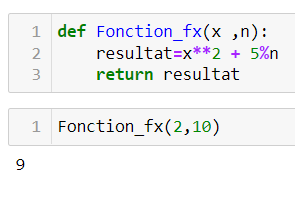 1 def Fonction_fx(x ,n):
2     resultat=x**2 + 5%n
3     return resultat
1 Fonction_fx(2,10)
9